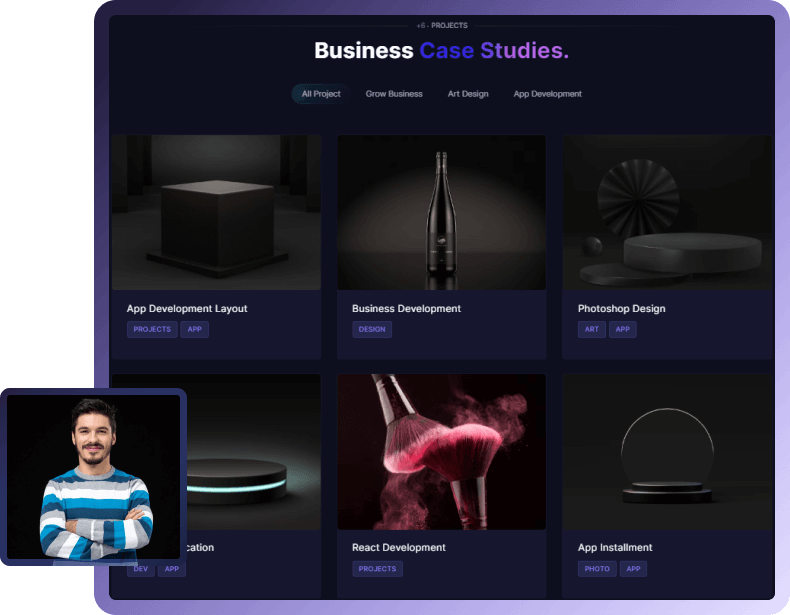 +6 - PROJECTS
Business Case Studies.
All Project Grow Business Art Design App Development
App Development Layout
PROJECTS APP
Business Development
DESIGN
Photoshop Design
ART APP
cation
DEV APP
React Development
PROJECTS
App Installment
PHOTO APP